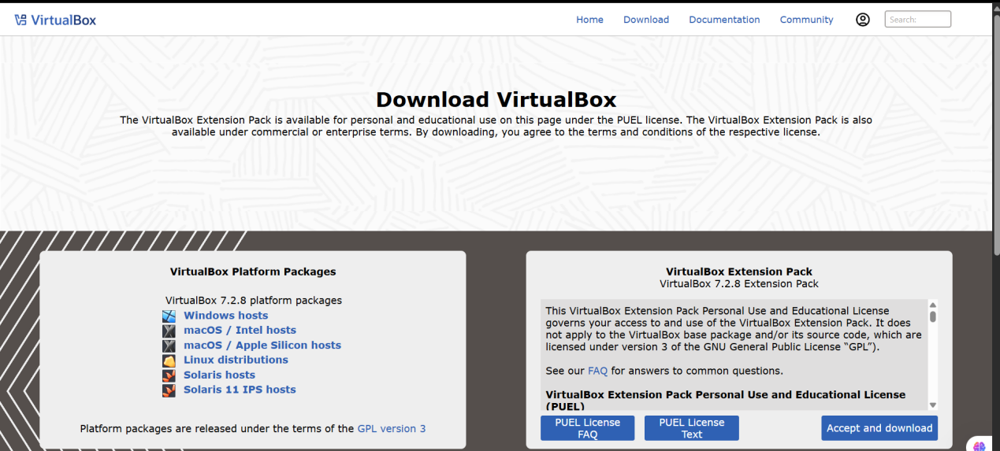 VirtualBox
Home Download Documentation Community Search:
Download VirtualBox
The VirtualBox Extension Pack is available for personal and educational use on this page under the PUEL license. The VirtualBox Extension Pack is also
available under commercial or enterprise terms. By downloading, you agree to the terms and conditions of the respective license.
VirtualBox Platform Packages
VirtualBox 7.2.8 platform packages
Windows hosts
macOS / Intel hosts
macOS / Apple Silicon hosts
Linux distributions
Solaris hosts
Solaris 11 IPS hosts
Platform packages are released under the terms of the GPL version 3
VirtualBox Extension Pack
VirtualBox 7.2.8 Extension Pack
This VirtualBox Extension Pack Personal Use and Educational License
governs your access to and use of the VirtualBox Extension Pack. It does
not apply to the VirtualBox base package and/or its source code, which are
licensed under version 3 of the GNU General Public License “GPL”).
See our FAQ for answers to common questions.
VirtualBox Extension Pack Personal Use and Educational License
(PUEL)
PUEL License
FAQ
PUEL License
Text
Accept and download